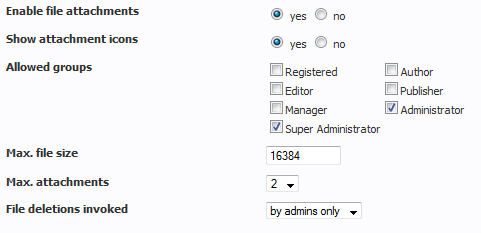 Enable file attachments yes no
Show attachment icons yes no
Allowed groups Registered Author
Editor Publisher
Manager Administrator
Super Administrator
Max. file size 16384
Max. attachments 2
File deletions invoked by admins only